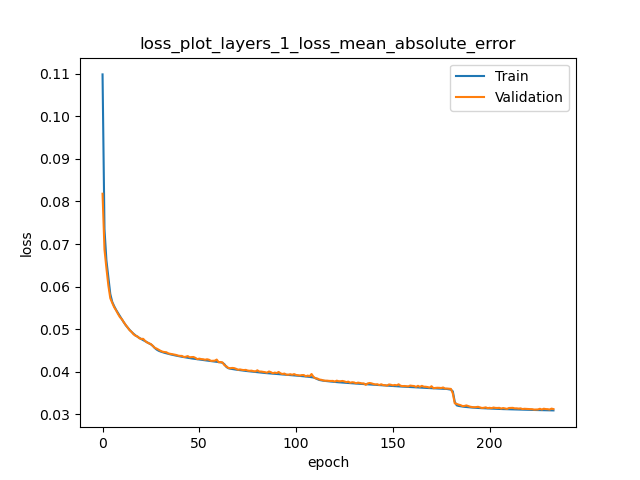 loss_plot_layers_1_loss_mean_absolute_error
Train
Validation
0.11
0.10
0.09
0.08
0.07
0.06
0.05
0.04
0.03
loss
0 50 100 150 200
epoch